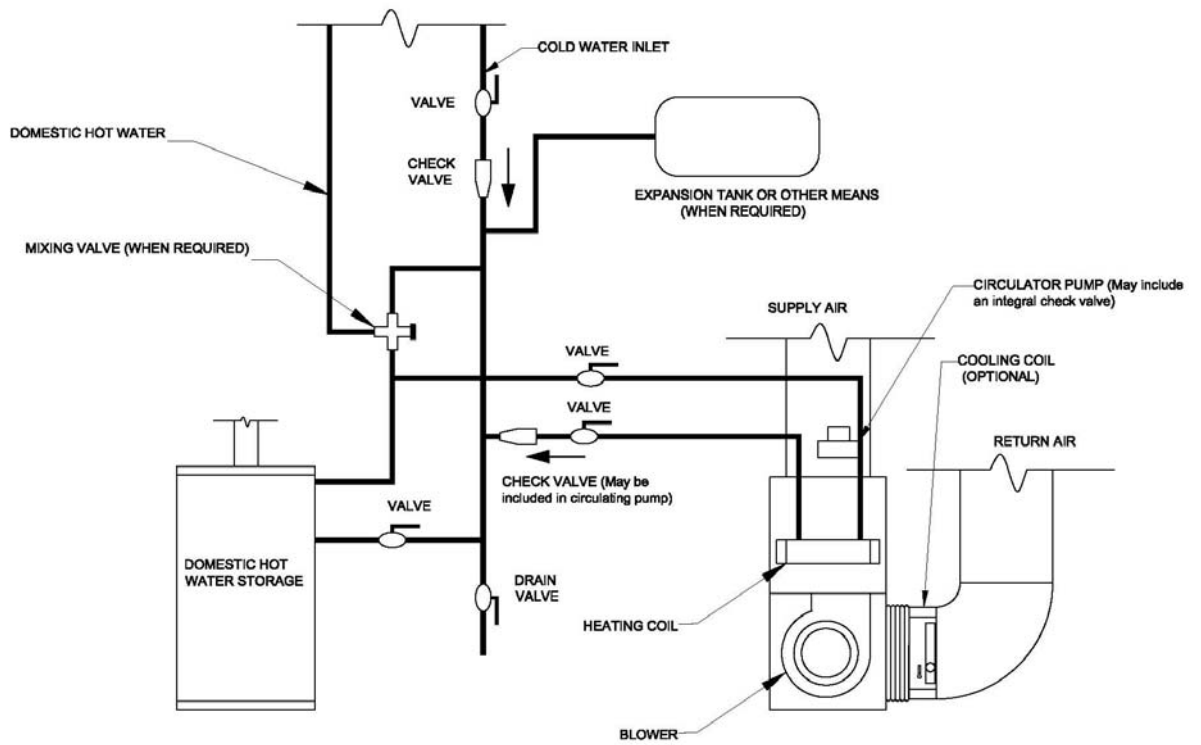 COLD WATER INLET
VALVE
DOMESTIC HOT WATER
CHECK
VALVE
EXPANSION TANK OR OTHER MEANS
(WHEN REQUIRED)
MIXING VALVE (WHEN REQUIRED)
CIRCULATOR PUMP (May include
an integral check valve)
SUPPLY AIR
VALVE
COOLING COIL
(OPTIONAL)
VALVE
RETURN AIR
CHECK VALVE (May be
included in circulating pump)
VALVE
DOMESTIC HOT
WATER STORAGE
DRAIN
VALVE
HEATING COIL
BLOWER